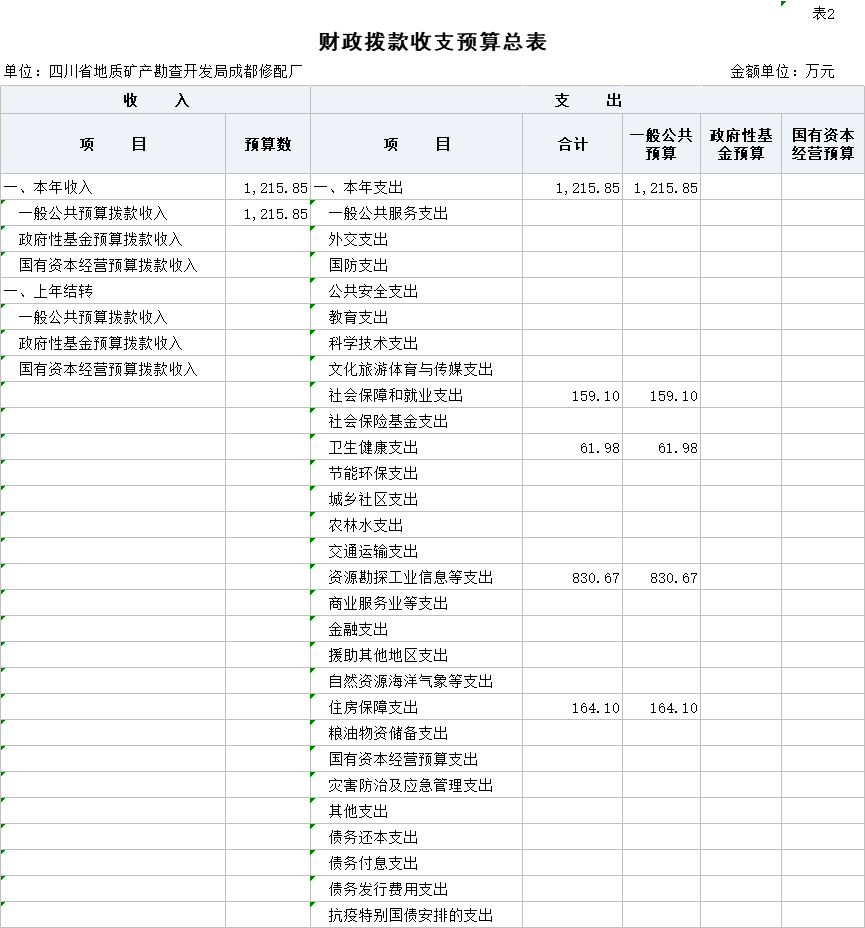 表2
财政拨款收支预算总表
单位：四川省地质矿产勘查开发局成都修配厂 金额单位：万元
收 入 支 出
项 目 预算数 项 目 合计 一般公共预算 政府性基金预算 国有资本经营预算
一、本年收入 1,215.85 一、本年支出 1,215.85 1,215.85
一般公共预算拨款收入 1,215.85 一般公共服务支出
政府性基金预算拨款收入 外交支出
国有资本经营预算拨款收入 国防支出
一、上年结转 公共安全支出
一般公共预算拨款收入 教育支出
政府性基金预算拨款收入 科学技术支出
国有资本经营预算拨款收入 文化旅游体育与传媒支出
社会保障和就业支出 159.10 159.10
社会保险基金支出
卫生健康支出 61.98 61.98
节能环保支出
城乡社区支出
农林水支出
交通运输支出
资源勘探工业信息等支出 830.67 830.67
商业服务业等支出
金融支出
援助其他地区支出
自然资源海洋气象等支出
住房保障支出 164.10 164.10
粮油物资储备支出
国有资本经营预算支出
灾害防治及应急管理支出
其他支出
债务还本支出
债务付息支出
债务发行费用支出
抗疫特别国债安排的支出